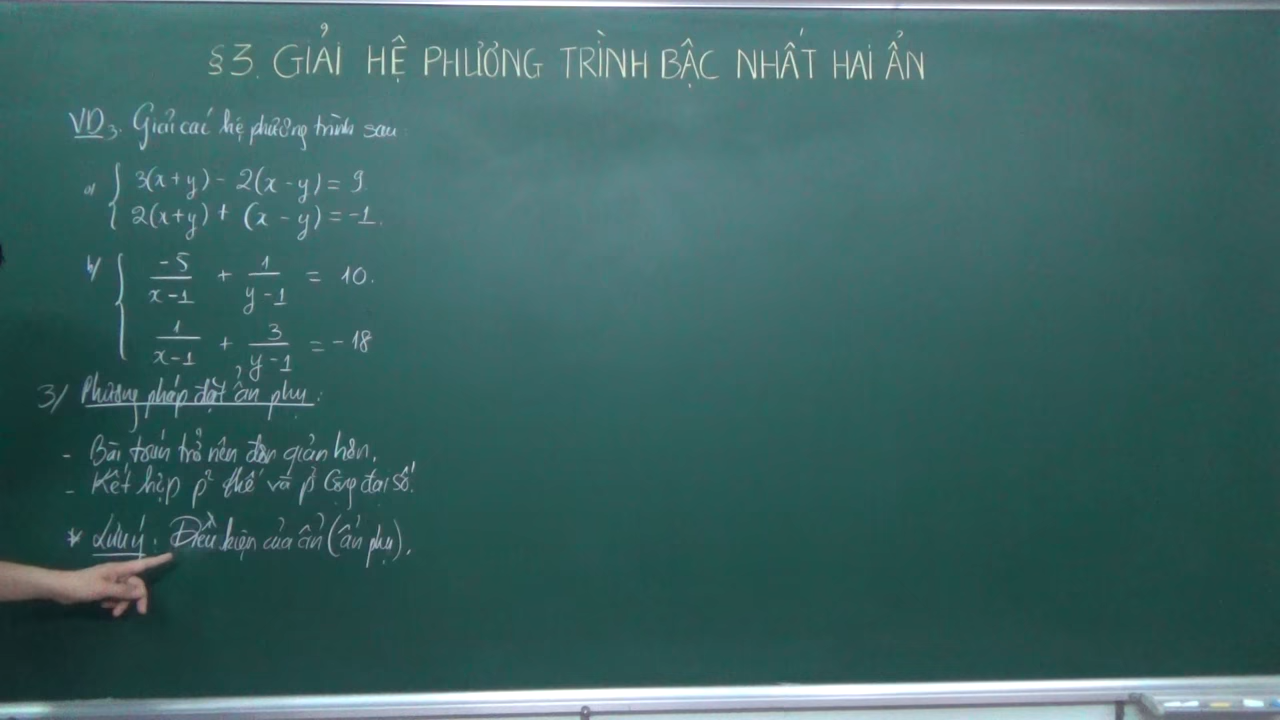 §3. GIẢI HỆ PHƯƠNG TRÌNH BẬC NHẤT HAI ẨN
VD3. Giải các hệ phương trình sau:
a/ { 3(x+y) - 2(x-y) = 9.
2(x+y) + (x-y) = -1.
b/ { -5/(x-1) + 1/(y-1) = 10.
1/(x-1) + 3/(y-1) = -18
3/ Phương pháp đặt ẩn phụ:
- Bài toán trở nên đơn giản hơn.
- Kết hợp p² thế và p² Cộng đại số.
* Lưu ý: Điều kiện của ẩn (ẩn phụ).